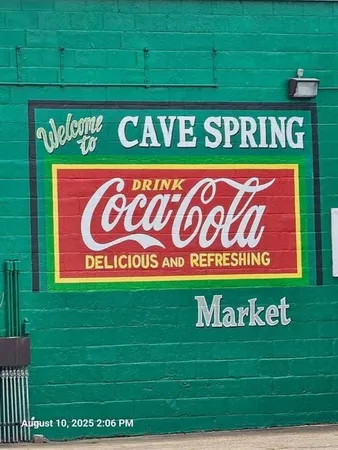 Welcome
to
CAVE SPRING
DRINK
Coca-Cola
DELICIOUS AND REFRESHING
Market
August 10, 2025 2:06 PM